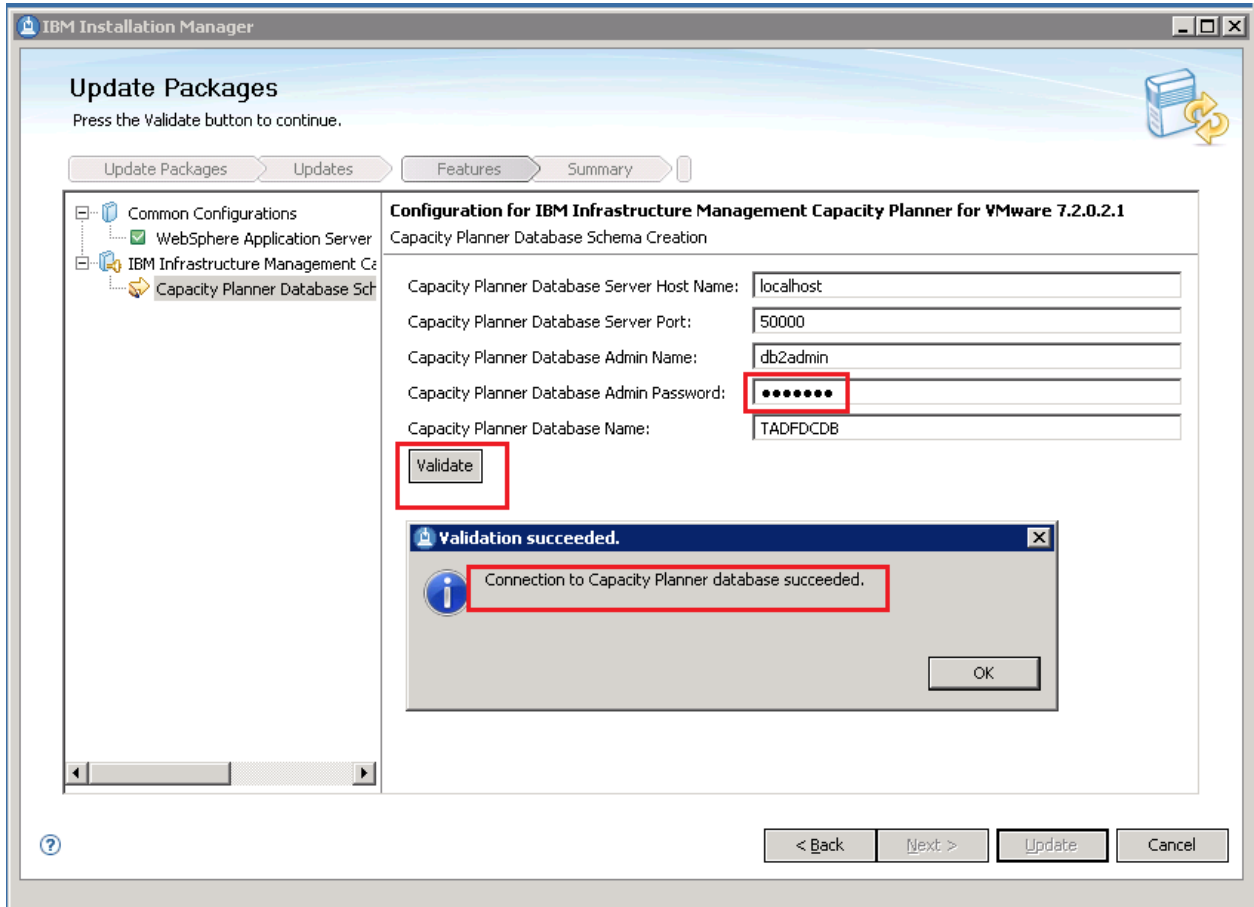 IBM Installation Manager
Update Packages
Press the Validate button to continue.
Update Packages Updates Features Summary
Common Configurations
WebSphere Application Server
IBM Infrastructure Management Ca
Capacity Planner Database Sch
Configuration for IBM Infrastructure Management Capacity Planner for VMware 7.2.0.2.1
Capacity Planner Database Schema Creation
Capacity Planner Database Server Host Name: localhost
Capacity Planner Database Server Port: 50000
Capacity Planner Database Admin Name: db2admin
Capacity Planner Database Admin Password: ●●●●●●●
Capacity Planner Database Name: TADFDCDB
Validate
Validation succeeded.
Connection to Capacity Planner database succeeded.
OK
< Back Next > Update Cancel